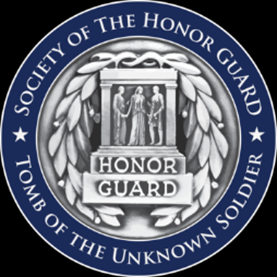 SOCIETY OF THE HONOR GUARD
HONOR
GUARD
TOMB OF THE UNKNOWN SOLDIER